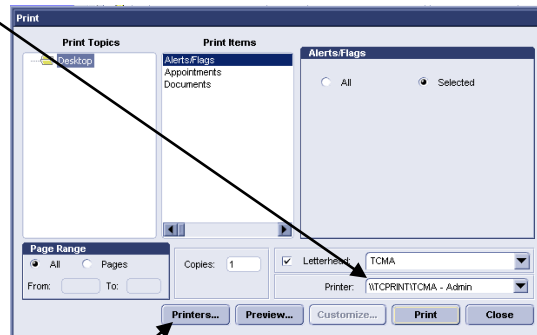 Print
Print Topics
Desktop
Print Items
Alerts/Flags
Appointments
Documents
Alerts/Flags
All Selected
Page Range
All Pages
From: To:
Copies: 1
Letterhead: TCMA
Printer: \\TCPRINT\TCMA - Admin
Printers... Preview... Customize... Print Close